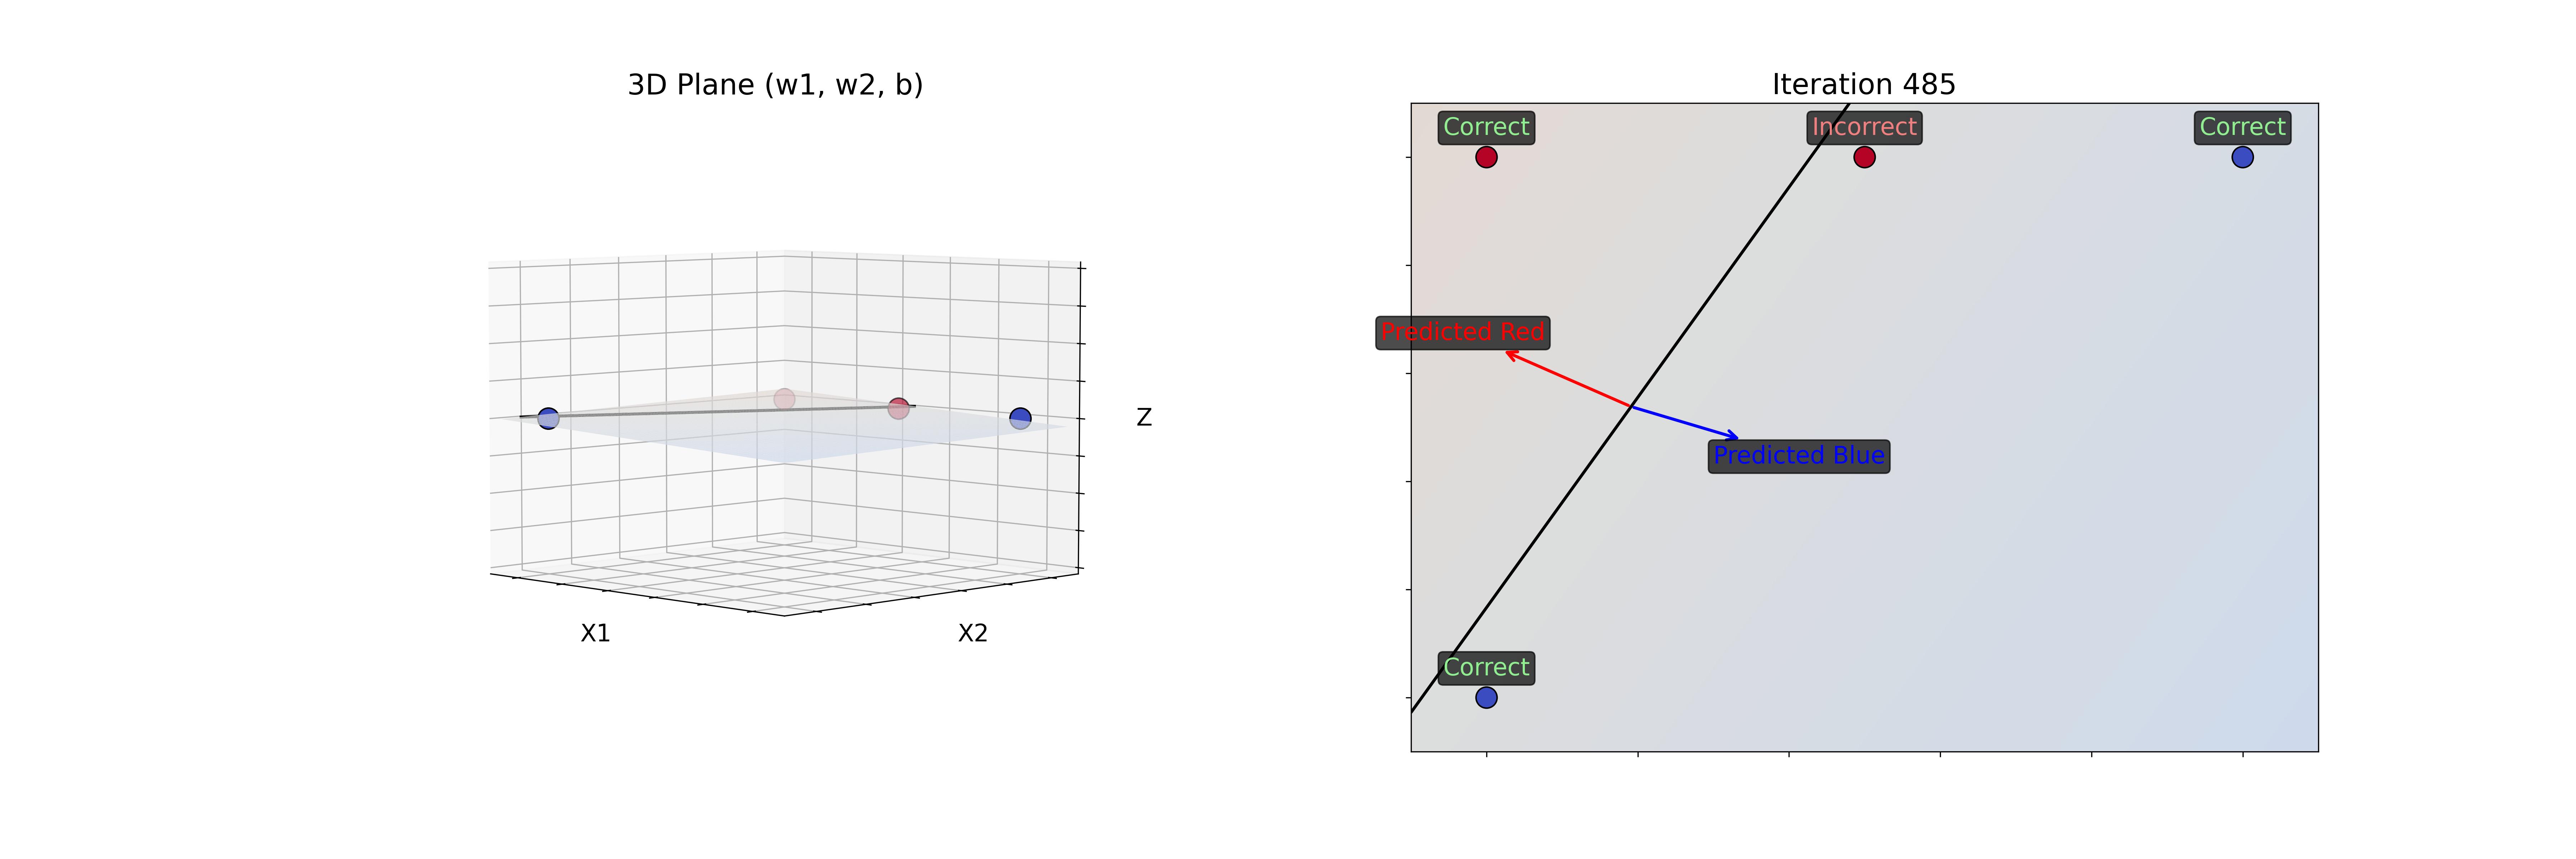 3D Plane (w1, w2, b)
Z
X1
X2
Iteration 485
Correct
Incorrect
Correct
Predicted Red
Predicted Blue
Correct